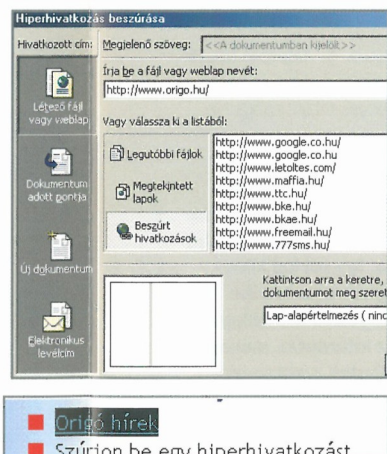 Hiperhivatkozás beszúrása
Hivatkozott cím:
Megjelenő szöveg:
<<A dokumentumban kijelölt>>
Írja be a fájl vagy weblap nevét:
http://www.origo.hu/
Létező fájl
vagy weblap
Vagy válassza ki a listából:
Legutóbbi fájlok
Megtekintett
lapok
Beszúrt
hivatkozások
http://www.google.co.hu/
http://www.google.co.hu
http://www.letoltes.com/
http://www.maffia.hu/
http://www.ttc.hu/
http://www.bke.hu/
http://www.bkae.hu/
http://www.freemail.hu/
http://www.777sms.hu/
Dokumentum
adott pontja
Új dokumentum
Elektronikus
levélcím
Kattintson arra a keretre,
dokumentumot meg szeret
Lap-alapértelmezés ( ninc
Origó hírek
Szúrjon be egy hiperhivatkozást